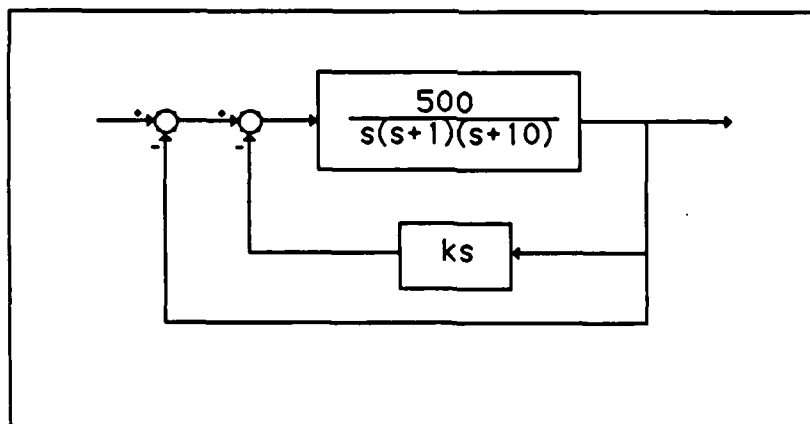 500
s(s+1)(s+10)
+
+
-
-
ks